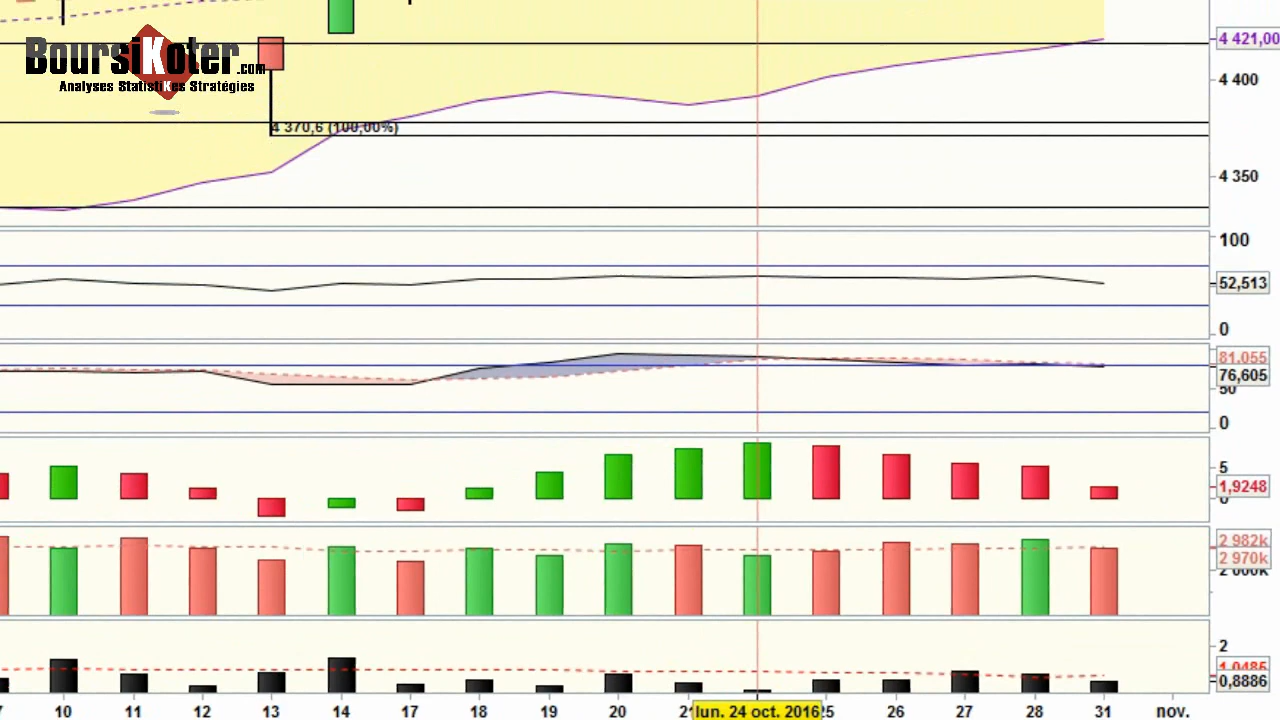 BoursiKoter.com
Analyses StatistiKes Stratégies
4 421,00
4 400
4 370,6 (100,00%)
4 350
100
52,513
0
81.055
76,605
50
0
5
1,9248
0
2 982k
2 970k
2
1.0485
0,8886
10 11 12 13 14 17 18 19 20 21 lun. 24 oct. 2016 25 26 27 28 31 nov.